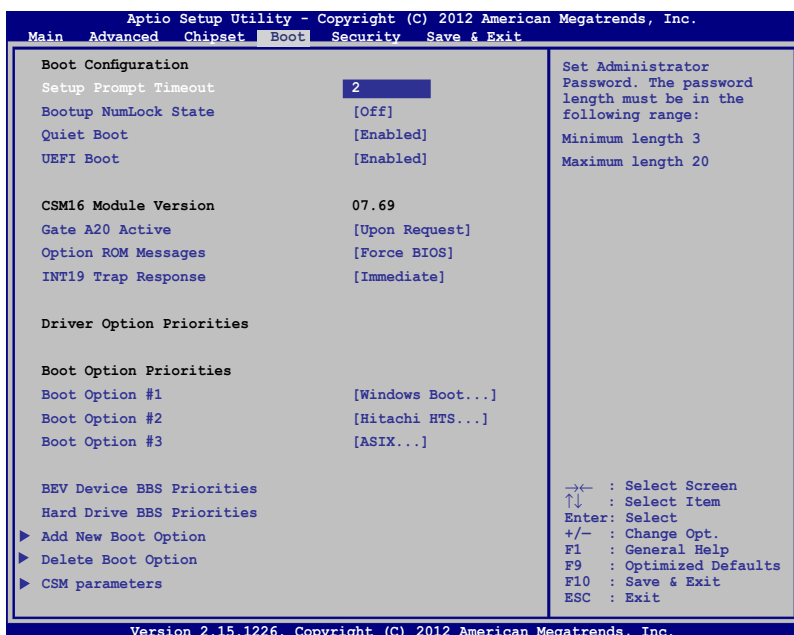 Aptio Setup Utility - Copyright (C) 2012 American Megatrends, Inc.
Main Advanced Chipset Boot Security Save & Exit
Boot Configuration
Setup Prompt Timeout 2
Bootup NumLock State [Off]
Quiet Boot [Enabled]
UEFI Boot [Enabled]
CSM16 Module Version 07.69
Gate A20 Active [Upon Request]
Option ROM Messages [Force BIOS]
INT19 Trap Response [Immediate]
Driver Option Priorities
Boot Option Priorities
Boot Option #1 [Windows Boot...]
Boot Option #2 [Hitachi HTS...]
Boot Option #3 [ASIX...]
BEV Device BBS Priorities
Hard Drive BBS Priorities
Add New Boot Option
Delete Boot Option
CSM parameters
Set Administrator
Password. The password
length must be in the
following range:
Minimum length 3
Maximum length 20
→← : Select Screen
↑↓ : Select Item
Enter: Select
+/— : Change Opt.
F1 : General Help
F9 : Optimized Defaults
F10 : Save & Exit
ESC : Exit
Version 2.15.1226. Copyright (C) 2012 American Megatrends, Inc.